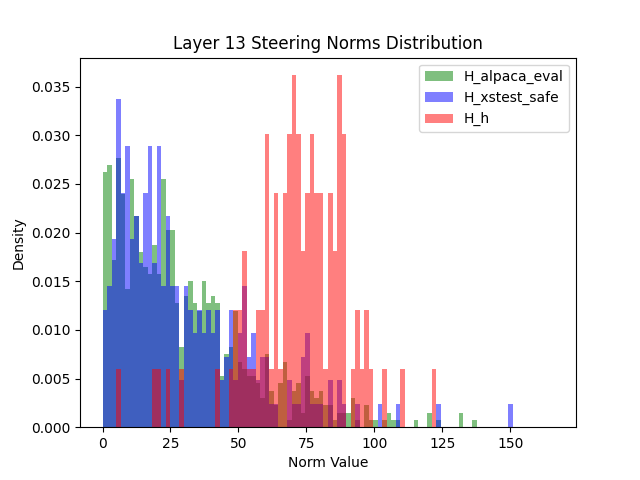 Layer 13 Steering Norms Distribution
H_alpaca_eval
H_xstest_safe
H_h
Density
0.035
0.030
0.025
0.020
0.015
0.010
0.005
0.000
0 25 50 75 100 125 150
Norm Value